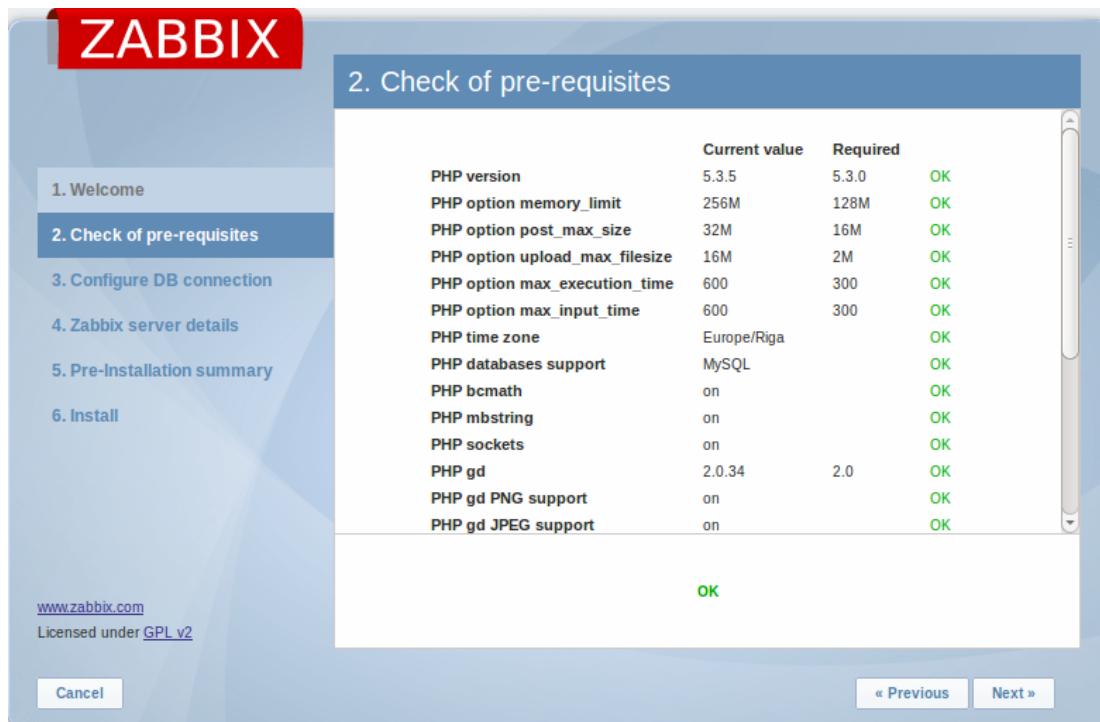 ZABBIX
2. Check of pre-requisites
1. Welcome
2. Check of pre-requisites
3. Configure DB connection
4. Zabbix server details
5. Pre-Installation summary
6. Install
Current value Required
PHP version 5.3.5 5.3.0 OK
PHP option memory_limit 256M 128M OK
PHP option post_max_size 32M 16M OK
PHP option upload_max_filesize 16M 2M OK
PHP option max_execution_time 600 300 OK
PHP option max_input_time 600 300 OK
PHP time zone Europe/Riga OK
PHP databases support MySQL OK
PHP bcmath on OK
PHP mbstring on OK
PHP sockets on OK
PHP gd 2.0.34 2.0 OK
PHP gd PNG support on OK
PHP gd JPEG support on OK
OK
www.zabbix.com
Licensed under GPL v2
Cancel « Previous Next »